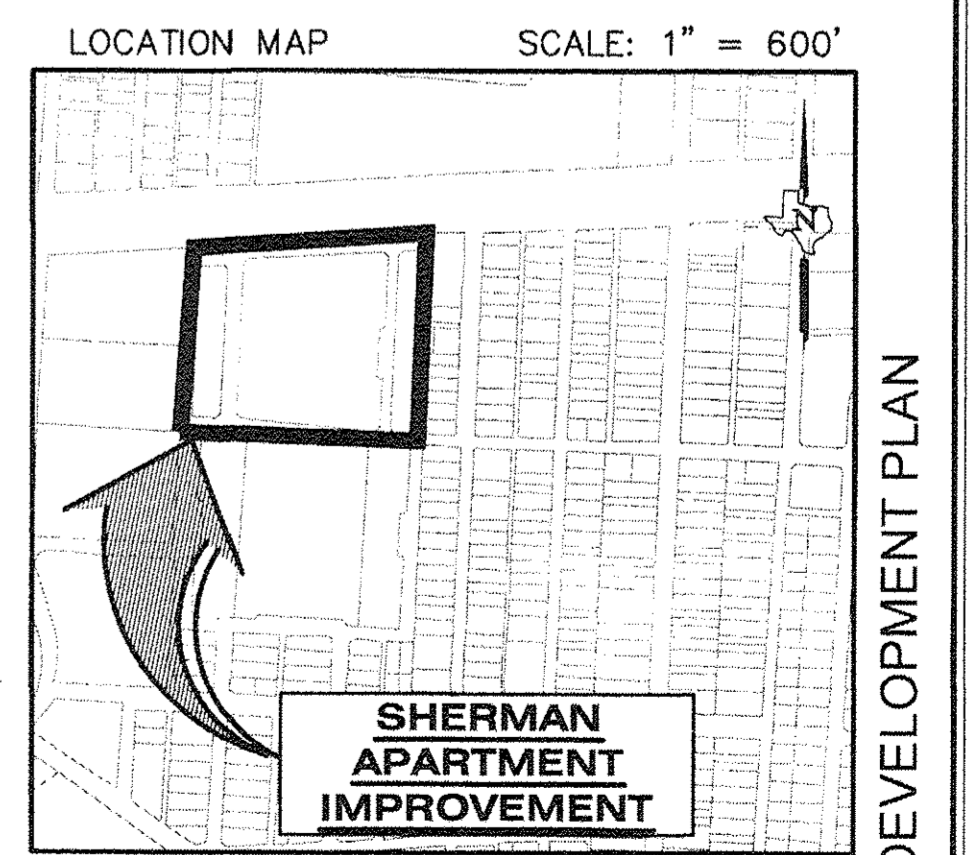 LOCATION MAP SCALE: 1" = 600'
N
SHERMAN
APARTMENT
IMPROVEMENT
DEVELOPMENT PLAN